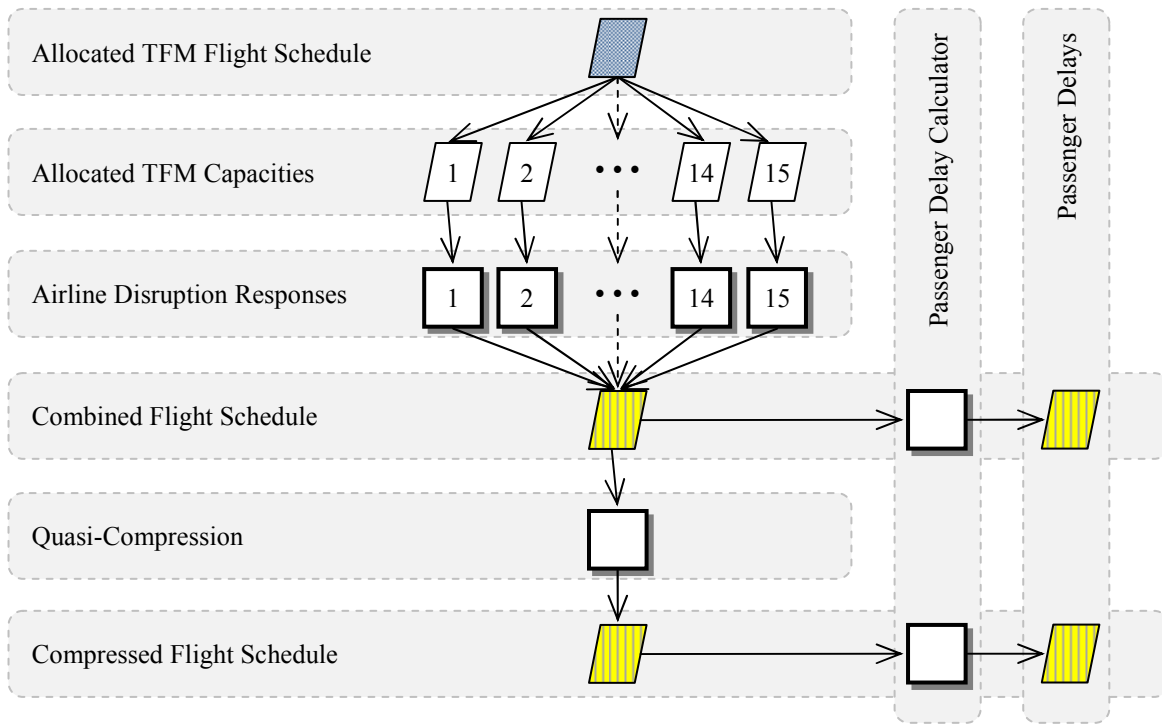 Allocated TFM Flight Schedule
Allocated TFM Capacities
1 2 ••• 14 15
Airline Disruption Responses
1 2 ••• 14 15
Combined Flight Schedule
Quasi-Compression
Compressed Flight Schedule
Passenger Delay Calculator
Passenger Delays